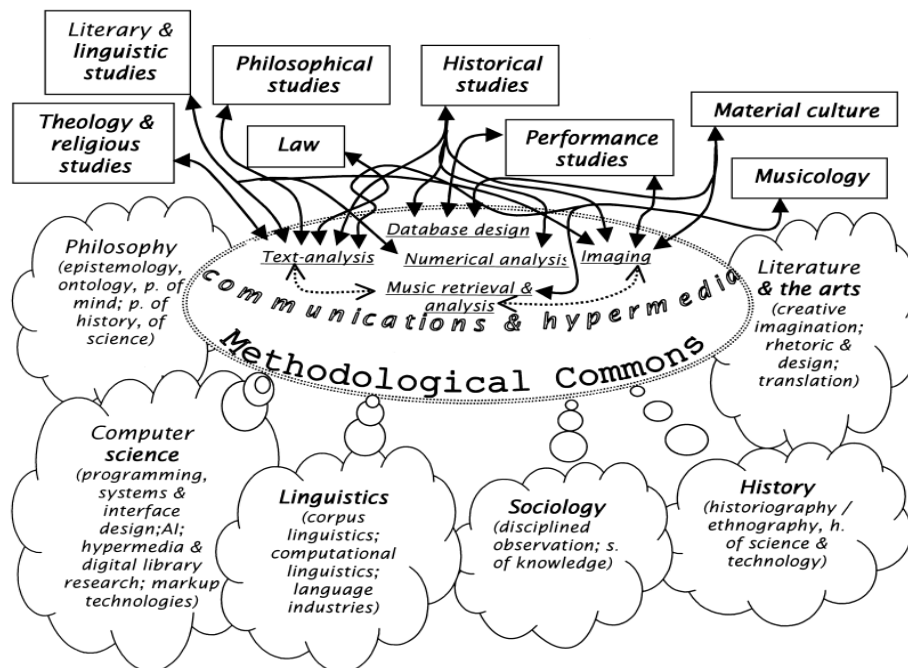 Literary &
linguistic
studies
Philosophical
studies
Historical
studies
Material culture
Theology &
religious
studies
Law
Performance
studies
Musicology
Database design
Text-analysis
Numerical analysis
Imaging
Music retrieval &
analysis
communications & hypermedia
Methodological Commons
Philosophy
(epistemology,
ontology, p. of
mind; p. of
history, of
science)
Literature
& the arts
(creative
imagination;
rhetoric &
design;
translation)
Computer
science
(programming,
systems &
interface
design;AI;
hypermedia &
digital library
research; markup
technologies)
Linguistics
(corpus
linguistics;
computational
linguistics;
language
industries)
Sociology
(disciplined
observation; s.
of knowledge)
History
(historiography /
ethnography, h.
of science &
technology)